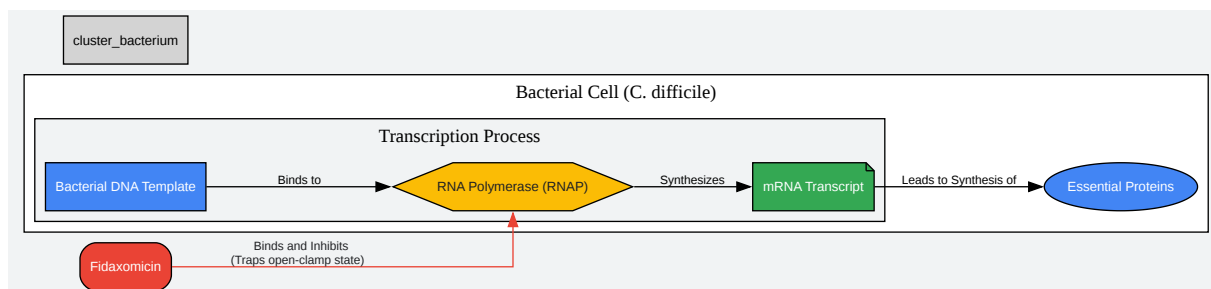 cluster_bacterium
Bacterial Cell (C. difficile)
Transcription Process
Bacterial DNA Template
Binds to
RNA Polymerase (RNAP)
Synthesizes
mRNA Transcript
Leads to Synthesis of
Essential Proteins
Fidaxomicin
Binds and Inhibits
(Traps open-clamp state)